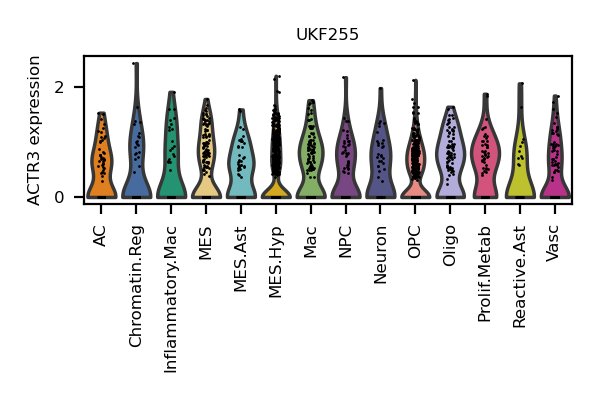 UKF255
ACTR3 expression
2
0
AC
Chromatin.Reg
Inflammatory.Mac
MES
MES.Ast
MES.Hyp
Mac
NPC
Neuron
OPC
Oligo
Prolif.Metab
Reactive.Ast
Vasc